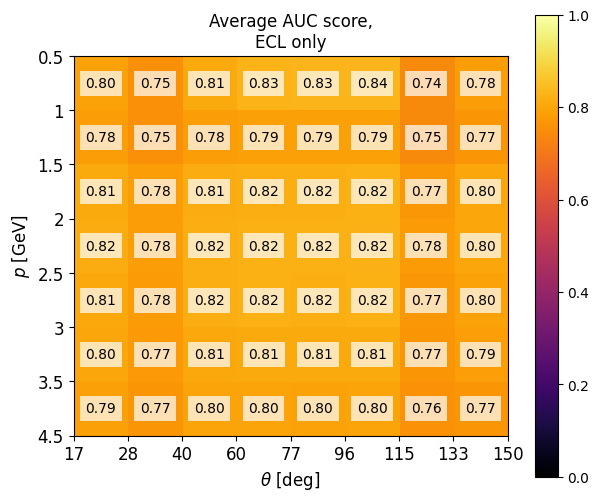 Average AUC score,
ECL only
0.5
1
1.5
2
2.5
3
3.5
4.5
p [GeV]
0.80 0.75 0.81 0.83 0.83 0.84 0.74 0.78
0.78 0.75 0.78 0.79 0.79 0.79 0.75 0.77
0.81 0.78 0.81 0.82 0.82 0.82 0.77 0.80
0.82 0.78 0.82 0.82 0.82 0.82 0.78 0.80
0.81 0.78 0.82 0.82 0.82 0.82 0.77 0.80
0.80 0.77 0.81 0.81 0.81 0.81 0.77 0.79
0.79 0.77 0.80 0.80 0.80 0.80 0.76 0.77
17 28 40 60 77 96 115 133 150
θ [deg]
1.0
0.8
0.6
0.4
0.2
0.0